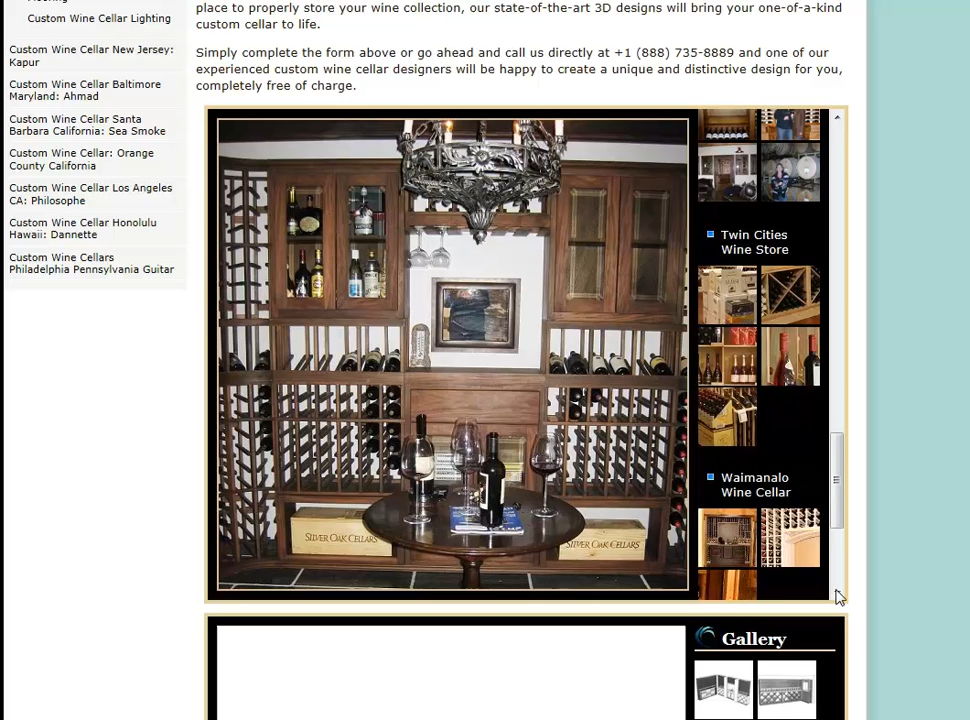 Custom Wine Cellar Lighting
Custom Wine Cellar New Jersey:
Kapur
Custom Wine Cellar Baltimore
Maryland: Ahmad
Custom Wine Cellar Santa
Barbara California: Sea Smoke
Custom Wine Cellar: Orange
County California
Custom Wine Cellar Los Angeles
CA: Philosophe
Custom Wine Cellar Honolulu
Hawaii: Dannette
Custom Wine Cellars
Philadelphia Pennsylvania Guitar
place to properly store your wine collection, our state-of-the-art 3D designs will bring your one-of-a-kind
custom cellar to life.
Simply complete the form above or go ahead and call us directly at +1 (888) 735-8889 and one of our
experienced custom wine cellar designers will be happy to create a unique and distinctive design for you,
completely free of charge.
SILVER OAK CELLARS
SILVER OAK CELLARS
Twin Cities
Wine Store
Waimanalo
Wine Cellar
Gallery